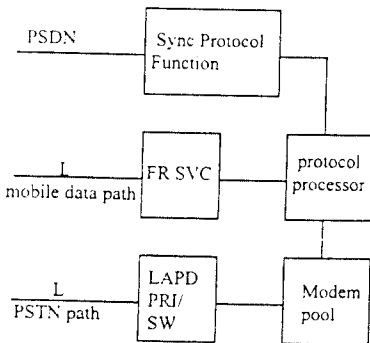 PSDN
Sync Protocol
Function
L
mobile data path
FR SVC
protocol
processor
L
PSTN path
LAPD
PRI/
SW
Modem
pool